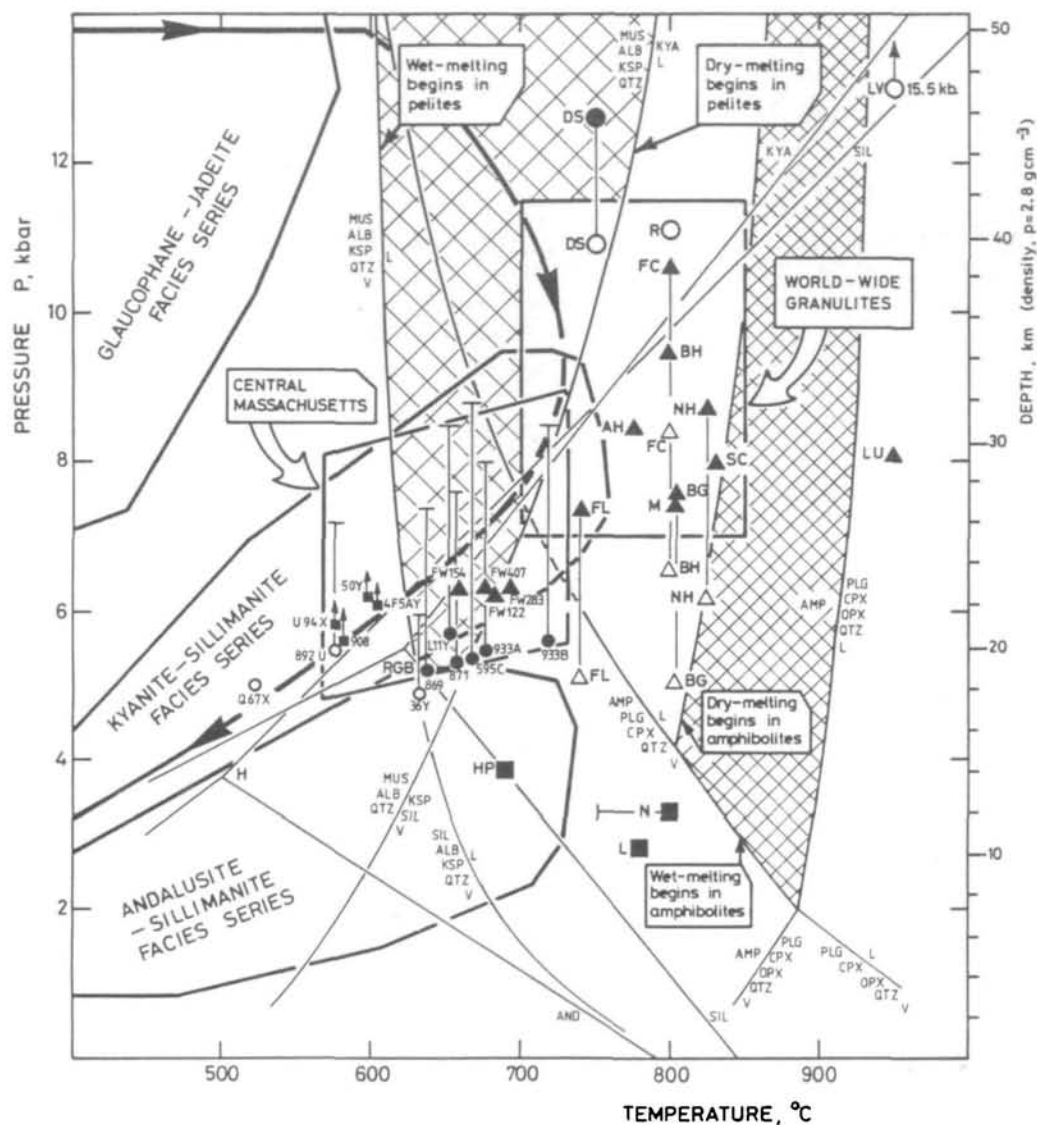 MUS
ALB
KSP
QTZ
KYA
L
50
Wet-melting
begins in
pelites
Dry-melting
begins in
pelites
LV
15.5 kb.
DS
KYA
SIL
12
GLAUCOPHANE - JADEITE
FACIES SERIES
MUS
ALB
KSP
QTZ
V
L
DS
R
40
FC
WORLD-WIDE
GRANULITES
10
PRESSURE P, kbar
DEPTH, km (density, p=2.8 gcm -3)
BH
CENTRAL
MASSACHUSETTS
NH
AH
FC
30
8
SC
LU
BG
M
FL
KYANITE-SILLIMANITE
FACIES SERIES
FW154
FW407
BH
50Y
4F5AY
FW283
FW122
NH
6
U94X
908
AMP
PLG
CPX
OPX
QTZ
L
89Z U
L11Y
933A
933B
20
RGB
869
871
595C
Q67X
36Y
FL
BG
AMP
PLG
CPX
QTZ
L
V
Dry-melting
begins in
amphibolites
4
H
HP
MUS
ALB
QTZ
KSP
SIL
V
N
SIL
ALB
KSP
QTZ
L
V
L
10
ANDALUSITE
-SILLIMANITE
FACIES SERIES
Wet-melting
begins in
amphibolites
2
AMP
PLG
CPX
OPX
QTZ
V
PLG
CPX
L
OPX
QTZ
V
AND
SIL
500
600
700
800
900
TEMPERATURE, °C